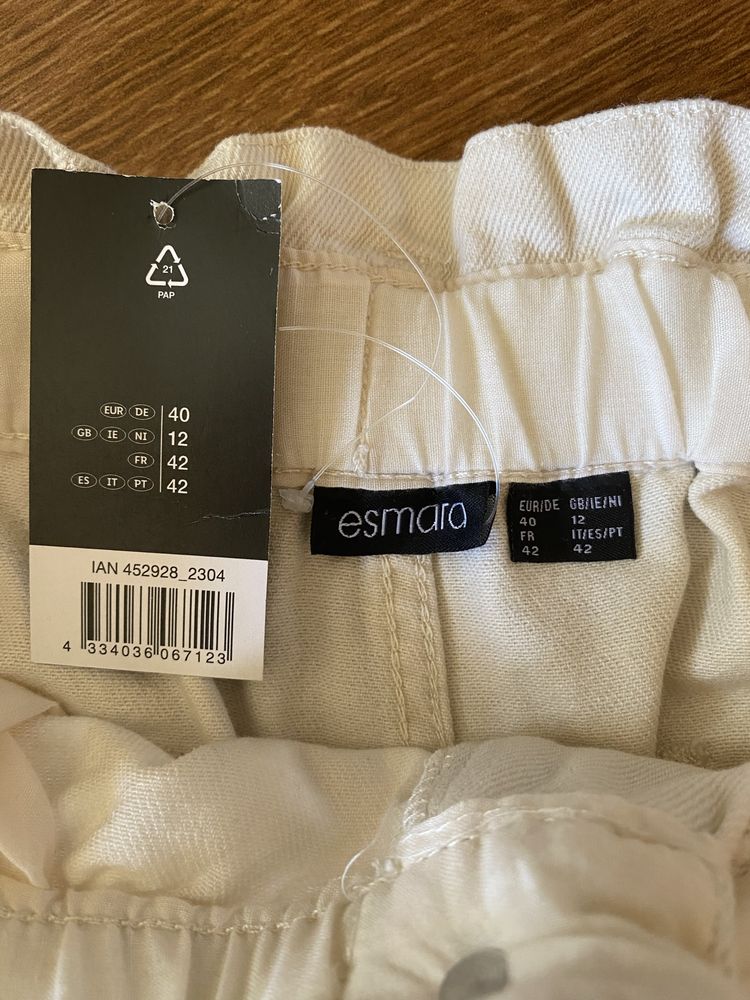 21
PAP
EUR DE 40
GB IE NI 12
FR 42
ES IT PT 42
IAN 452928_2304
4 334036 067123
esmara
EUR/DE GB/IE/NI
40 12
FR IT/ES/PT
42 42